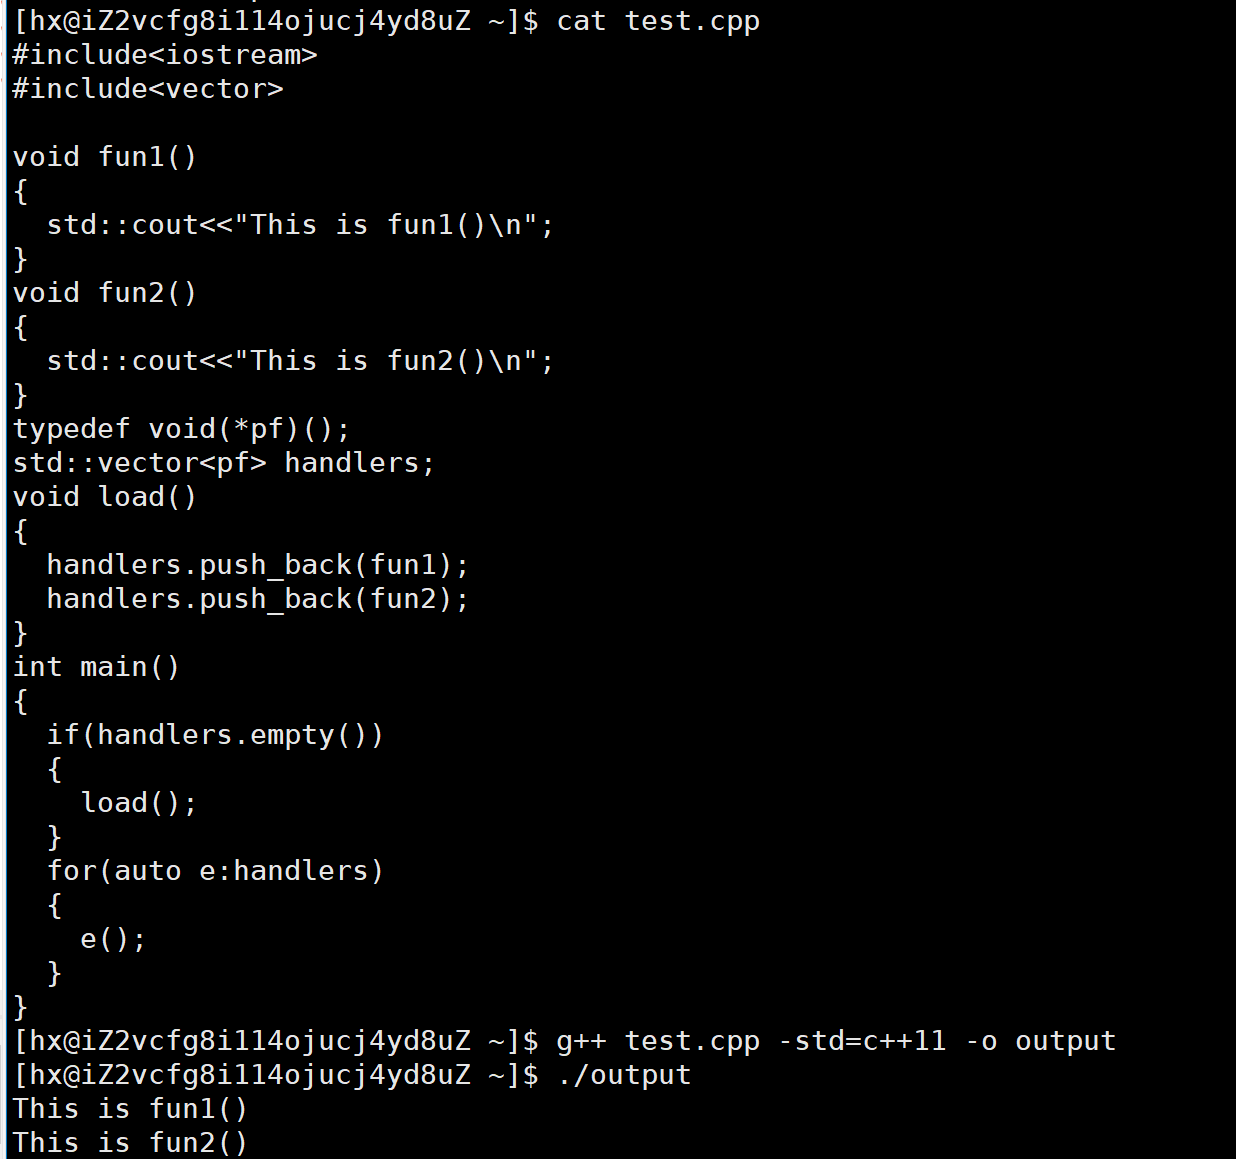 [hx@iZ2vcfg8i114ojucj4yd8uZ ~]$ cat test.cpp
#include<iostream>
#include<vector>

void fun1()
{
  std::cout<<"This is fun1()\n";
}
void fun2()
{
  std::cout<<"This is fun2()\n";
}
typedef void(*pf)();
std::vector<pf> handlers;
void load()
{
  handlers.push_back(fun1);
  handlers.push_back(fun2);
}
int main()
{
  if(handlers.empty())
  {
    load();
  }
  for(auto e:handlers)
  {
    e();
  }
}
[hx@iZ2vcfg8i114ojucj4yd8uZ ~]$ g++ test.cpp -std=c++11 -o output
[hx@iZ2vcfg8i114ojucj4yd8uZ ~]$ ./output
This is fun1()
This is fun2()